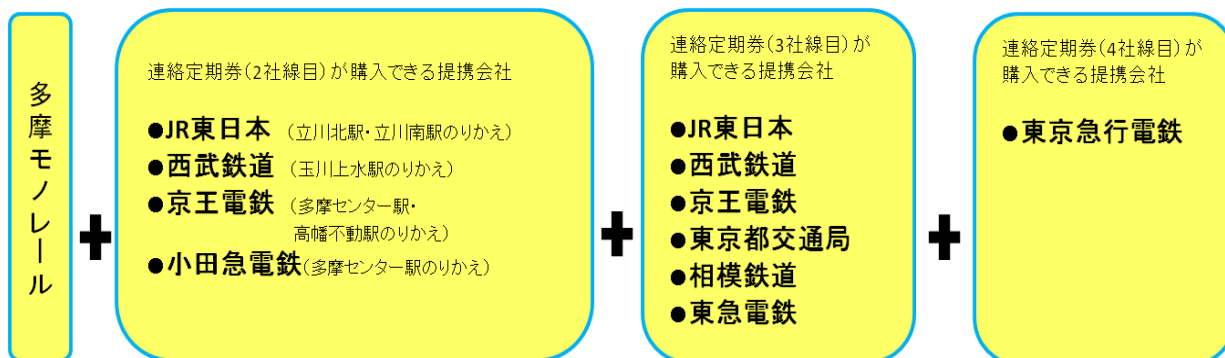 多摩モノレール
連絡定期券(2社線目)が購入できる提携会社
●JR東日本 (立川北駅・立川南駅のりかえ)
●西武鉄道 (玉川上水駅のりかえ)
●京王電鉄 (多摩センター駅・
高幡不動駅のりかえ)
●小田急電鉄(多摩センター駅のりかえ)
連絡定期券(3社線目)が
購入できる提携会社
●JR東日本
●西武鉄道
●京王電鉄
●東京都交通局
●相模鉄道
●東急電鉄
連絡定期券(4社線目)が
購入できる提携会社
●東京急行電鉄